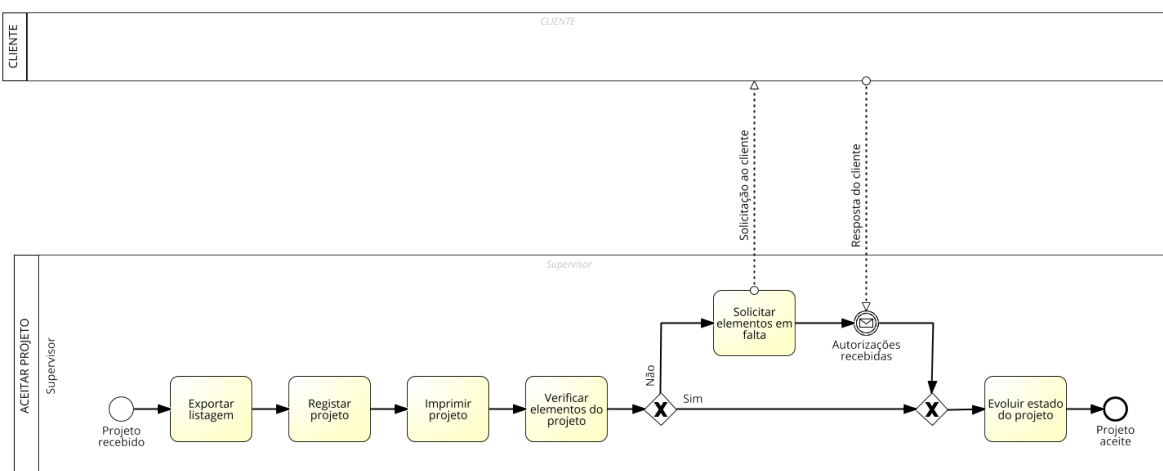 CLIENTE
CLIENTE
Solicitação ao cliente
Resposta do cliente
ACEITAR PROJETO
Supervisor
Supervisor
Projeto
recebido
Exportar
listagem
Registar
projeto
Imprimir
projeto
Verificar
elementos do
projeto
Não
Sim
Solicitar
elementos em
falta
Autorizações
recebidas
Evoluir estado
do projeto
Projeto
aceite